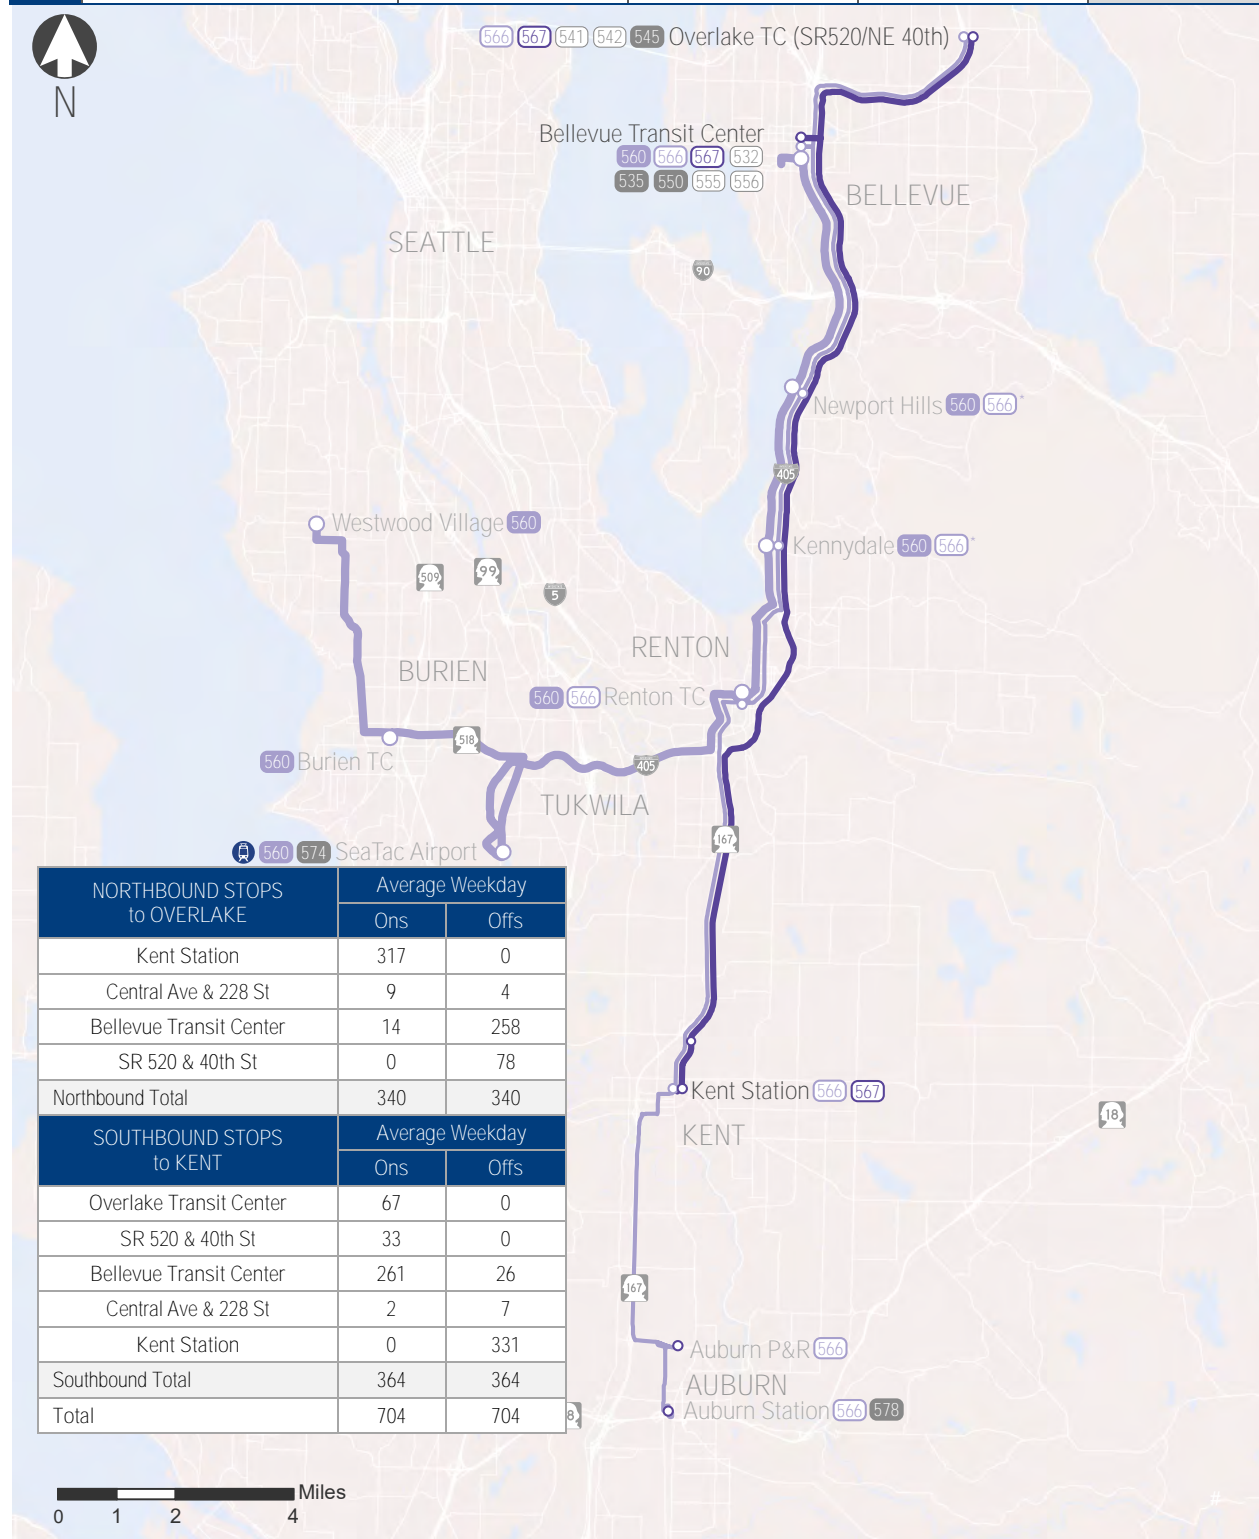 566 567 541 542 545 Overlake TC (SR520/NE 40th)
N
Bellevue Transit Center
560 566 567 532
535 550 555 556
BELLEVUE
SEATTLE
90
Newport Hills 560 566*
405
Westwood Village 560
Kennydale 560 566*
509
99
5
RENTON
BURIEN
560 566 Renton TC
518
560 Burien TC
405
TUKWILA
167
560 574 SeaTac Airport
NORTHBOUND STOPS to OVERLAKE Average Weekday
Ons Offs
Kent Station 317 0
Central Ave & 228 St 9 4
Bellevue Transit Center 14 258
SR 520 & 40th St 0 78
Northbound Total 340 340
SOUTHBOUND STOPS to KENT Average Weekday
Ons Offs
Overlake Transit Center 67 0
SR 520 & 40th St 33 0
Bellevue Transit Center 261 26
Central Ave & 228 St 2 7
Kent Station 0 331
Southbound Total 364 364
Total 704 704
Kent Station 566 567
18
KENT
167
Auburn P&R 566
AUBURN
Auburn Station 566 578
8
Miles
0 1 2 4